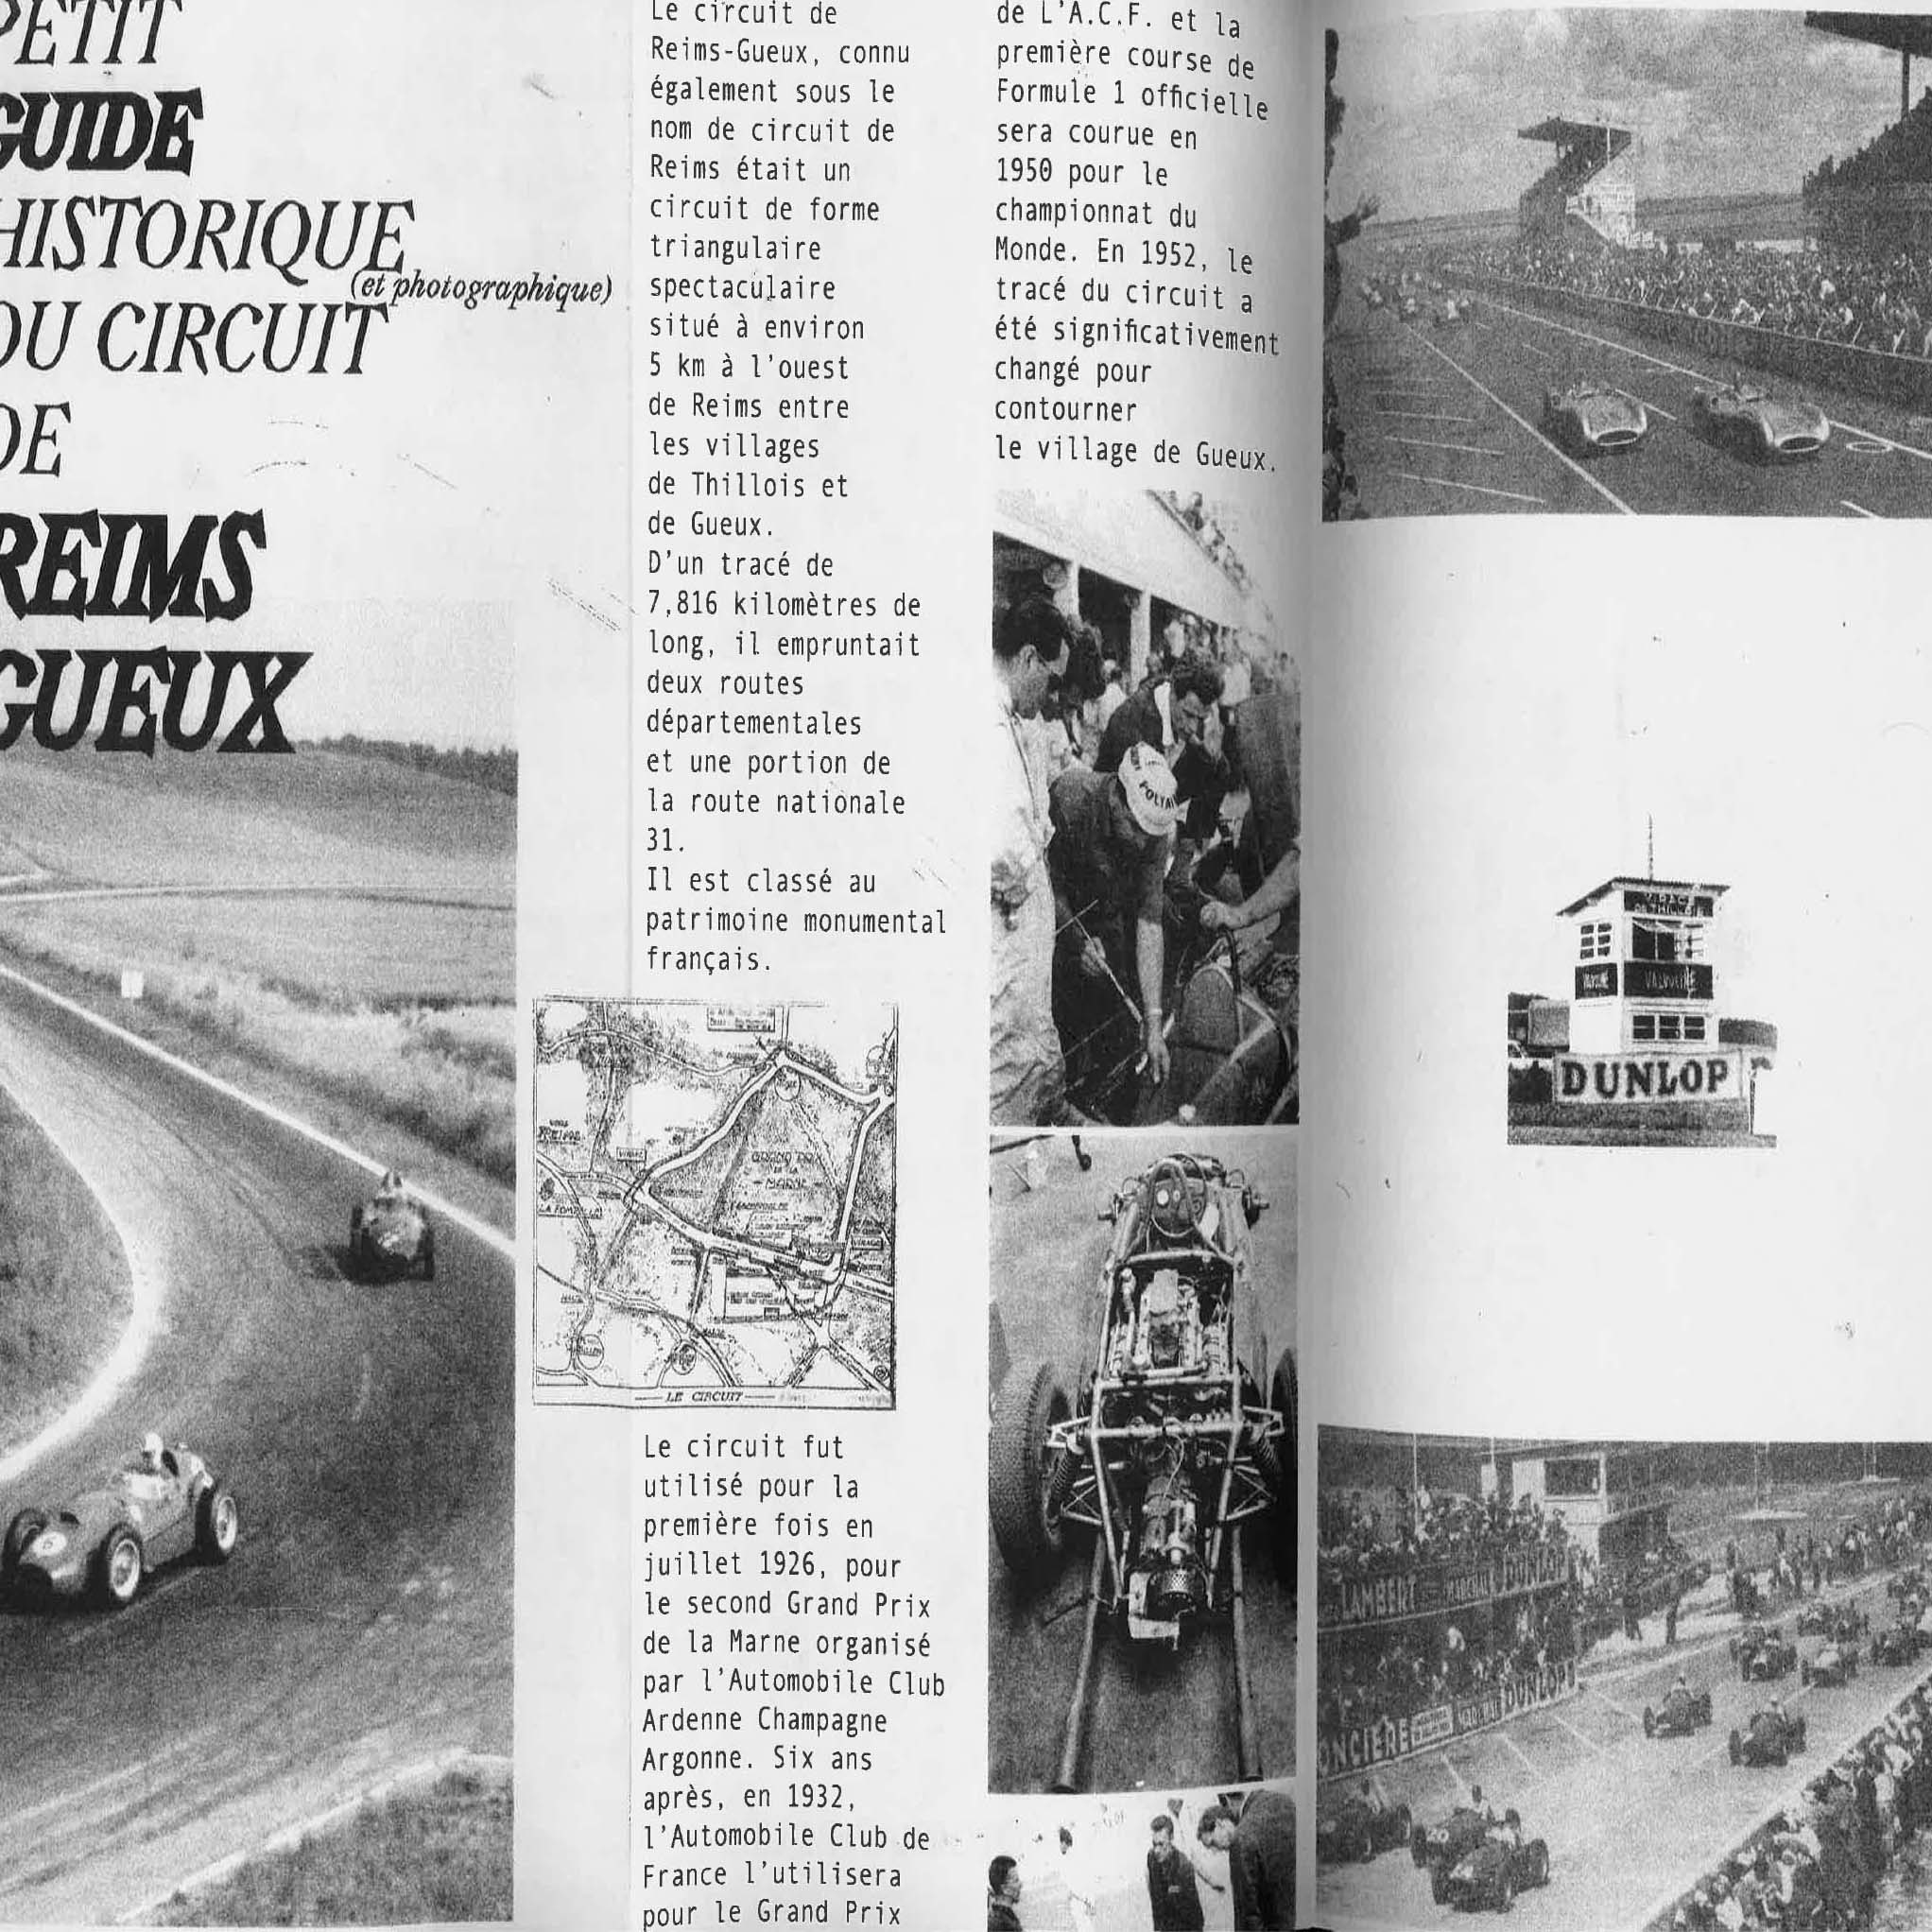 PETIT
GUIDE
HISTORIQUE
(et photographique)
DU CIRCUIT
DE
REIMS
GUEUX
Le circuit de
Reims-Gueux, connu
également sous le
nom de circuit de
Reims était un
circuit de forme
triangulaire
spectaculaire
situé à environ
5 km à l'ouest
de Reims entre
les villages
de Thillois et
de Gueux.
D'un tracé de
7,816 kilomètres de
long, il empruntait
deux routes
départementales
et une portion de
la route nationale
31.
Il est classé au
patrimoine monumental
français.
GRAND PRIX
DE LA
MARNE
LE CIRCUIT
Le circuit fut
utilisé pour la
première fois en
juillet 1926, pour
le second Grand Prix
de la Marne organisé
par l'Automobile Club
Ardenne Champagne
Argonne. Six ans
après, en 1932,
l'Automobile Club de
France l'utilisera
pour le Grand Prix
de L'A.C.F. et la
première course de
Formule 1 officielle
sera courue en
1950 pour le
championnat du
Monde. En 1952, le
tracé du circuit a
été significativement
changé pour
contourner
le village de Gueux.
VALVOLINE
DUNLOP
LAMBERT
DUNLOP
ONCIÈRE
DUNLOP